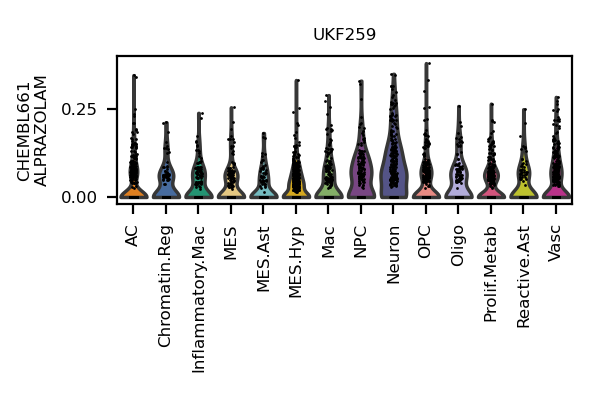 UKF259
CHEMBL661
ALPRAZOLAM
0.25
0.00
AC
Chromatin.Reg
Inflammatory.Mac
MES
MES.Ast
MES.Hyp
Mac
NPC
Neuron
OPC
Oligo
Prolif.Metab
Reactive.Ast
Vasc